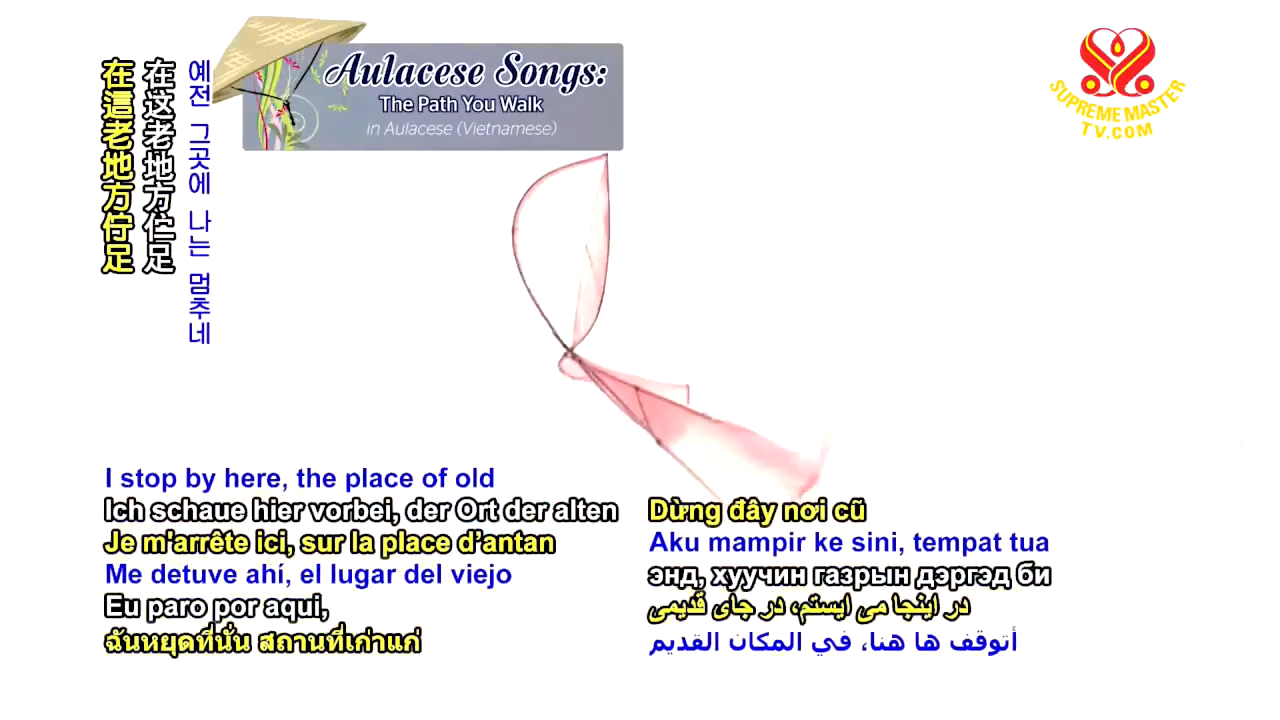 Aulacese Songs:
The Path You Walk
in Aulacese (Vietnamese)
SUPREME MASTER
TV.COM
在這老地方佇足
在这老地方伫足
예전 그곳에 나는 멈추네
I stop by here, the place of old
Ich schaue hier vorbei, der Ort der alten
Je m'arrête ici, sur la place d’antan
Me detuve ahí, el lugar del viejo
Eu paro por aqui,
ฉันหยุดที่นั่น สถานที่เก่าแก่
Dừng đây nơi cũ
Aku mampir ke sini, tempat tua
энд, хуучин газрын дэргэд би
در اینجا می ایستم، در جای قدیمی
أتوقف ها هنا، في المكان القديم